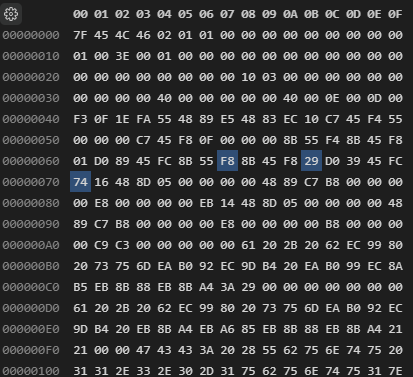 00 01 02 03 04 05 06 07 08 09 0A 0B 0C 0D 0E 0F
00000000 7F 45 4C 46 02 01 01 00 00 00 00 00 00 00 00 00
00000010 01 00 3E 00 01 00 00 00 00 00 00 00 00 00 00 00
00000020 00 00 00 00 00 00 00 00 10 03 00 00 00 00 00 00
00000030 00 00 00 00 40 00 00 00 00 00 40 00 0E 00 0D 00
00000040 F3 0F 1E FA 55 48 89 E5 48 83 EC 10 C7 45 F4 55
00000050 00 00 00 C7 45 F8 0F 00 00 00 8B 55 F4 8B 45 F8
00000060 01 D0 89 45 FC 8B 55 F8 8B 45 F8 29 D0 39 45 FC
00000070 74 16 48 8D 05 00 00 00 00 48 89 C7 B8 00 00 00
00000080 00 E8 00 00 00 00 EB 14 48 8D 05 00 00 00 00 48
00000090 89 C7 B8 00 00 00 00 E8 00 00 00 00 B8 00 00 00
000000A0 00 C9 C3 00 00 00 00 00 61 20 2B 20 62 EC 99 80
000000B0 20 73 75 6D EA B0 92 EC 9D B4 20 EA B0 99 EC 8A
000000C0 B5 EB 8B 88 EB 8B A4 3A 29 00 00 00 00 00 00 00
000000D0 61 20 2B 20 62 EC 99 80 20 73 75 6D EA B0 92 EC
000000E0 9D B4 20 EB 8B A4 EB A6 85 EB 8B 88 EB 8B A4 21
000000F0 21 00 00 47 43 43 3A 20 28 55 62 75 6E 74 75 20
00000100 31 31 2E 33 2E 30 2D 31 75 62 75 6E 74 75 31 7E